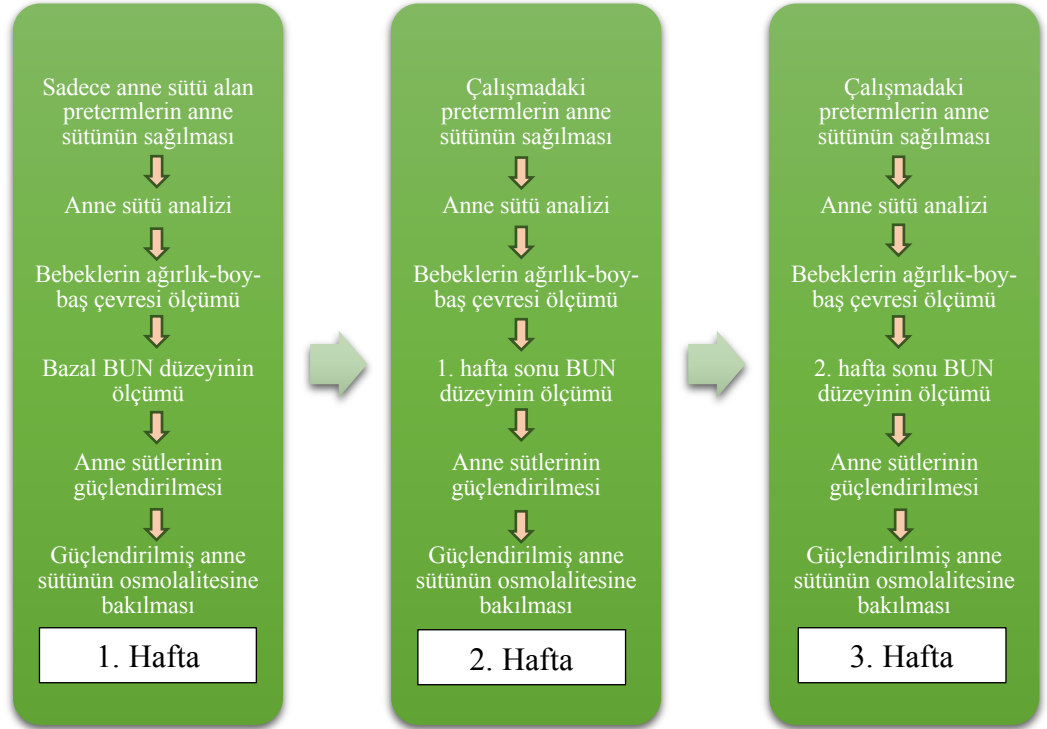 Sadece anne sütü alan
pretermlerin anne
sütünün sağılması
Anne sütü analizi
Bebeklerin ağırlık-boy-
baş çevresi ölçümü
Bazal BUN düzeyinin
ölçümü
Anne sütlerinin
güçlendirilmesi
Güçlendirilmiş anne
sütünün osmolalitesine
bakılması
1. Hafta
Çalışmadaki
pretermlerin anne
sütünün sağılması
Anne sütü analizi
Bebeklerin ağırlık-boy-
baş çevresi ölçümü
1. hafta sonu BUN
düzeyinin ölçümü
Anne sütlerinin
güçlendirilmesi
Güçlendirilmiş anne
sütünün osmolalitesine
bakılması
2. Hafta
Çalışmadaki
pretermlerin anne
sütünün sağılması
Anne sütü analizi
Bebeklerin ağırlık-boy-
baş çevresi ölçümü
2. hafta sonu BUN
düzeyinin ölçümü
Anne sütlerinin
güçlendirilmesi
Güçlendirilmiş anne
sütünün osmolalitesine
bakılması
3. Hafta